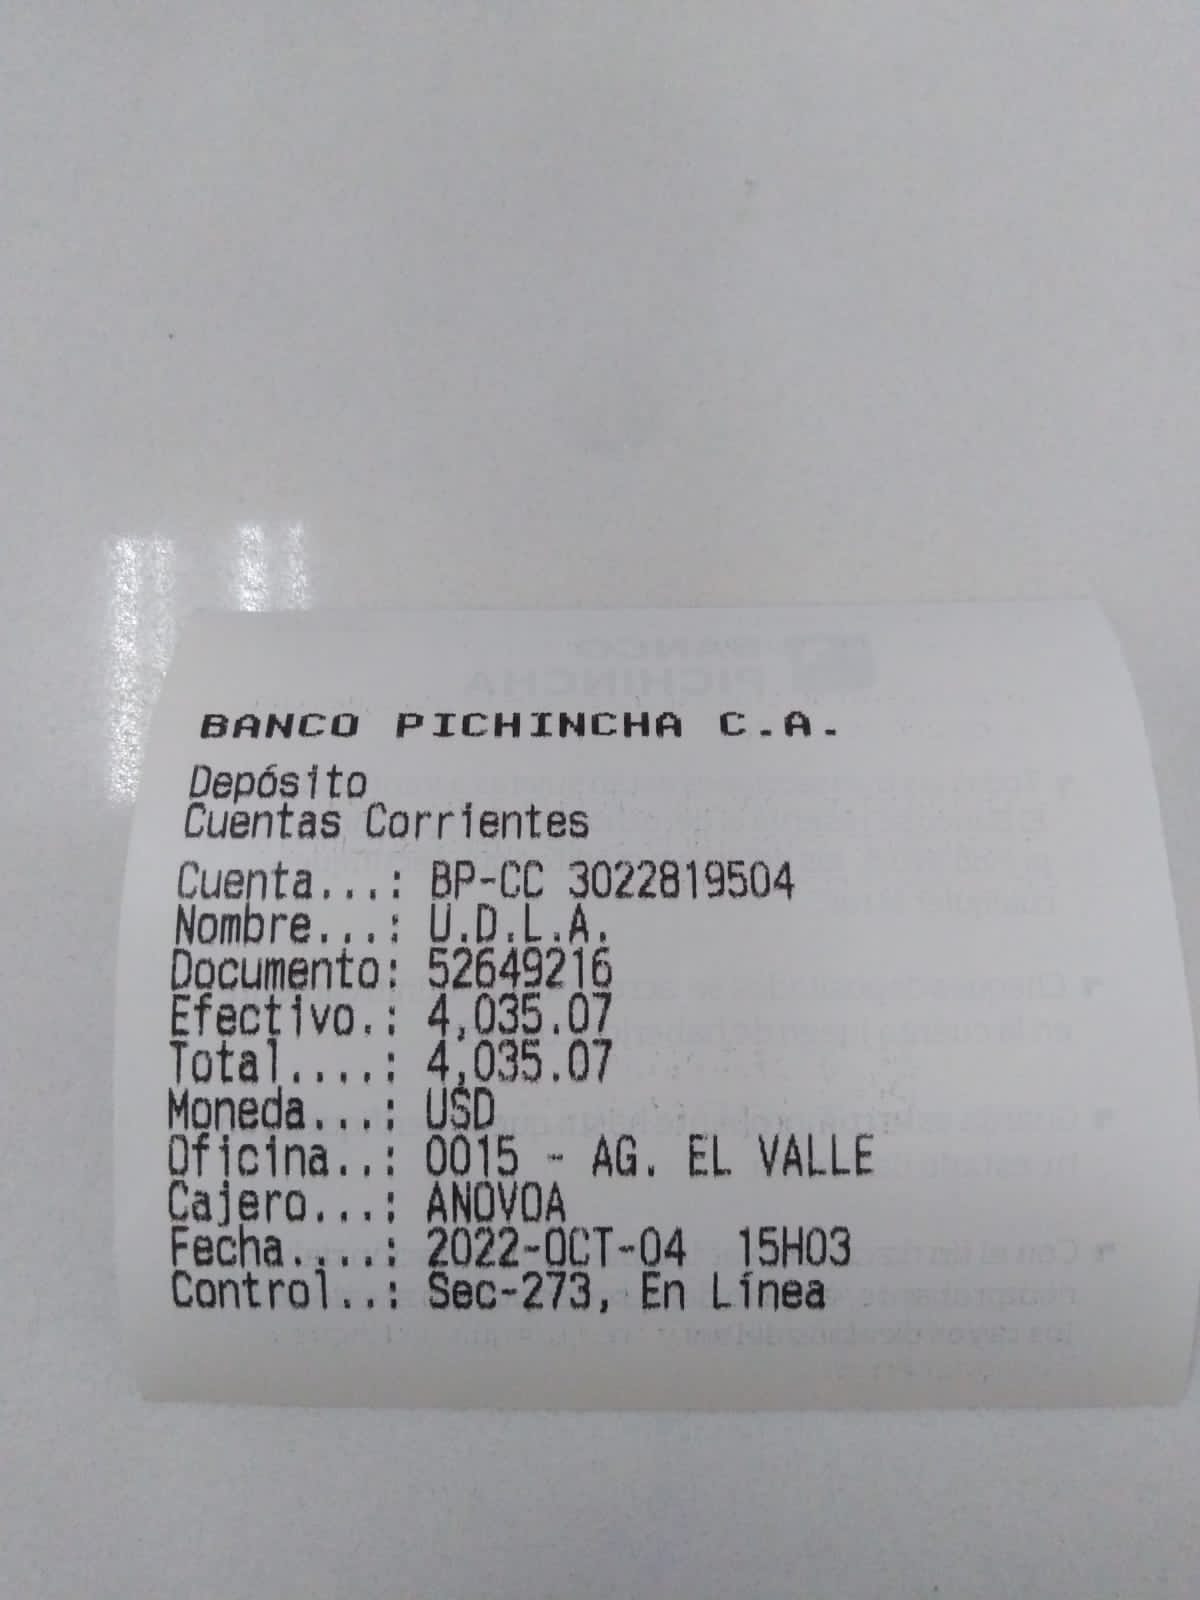 BANCO PICHINCHA C.A.
Depósito
Cuentas Corrientes
Cuenta...: BP-CC 3022819504
Nombre...: U.D.L.A.
Documento: 52649216
Efectivo.: 4,035.07
Total....: 4,035.07
Moneda...: USD
Oficina..: 0015 - AG. EL VALLE
Cajero...: ANOVOA
Fecha....: 2022-OCT-04 15H03
Control..: Sec-273, En Línea